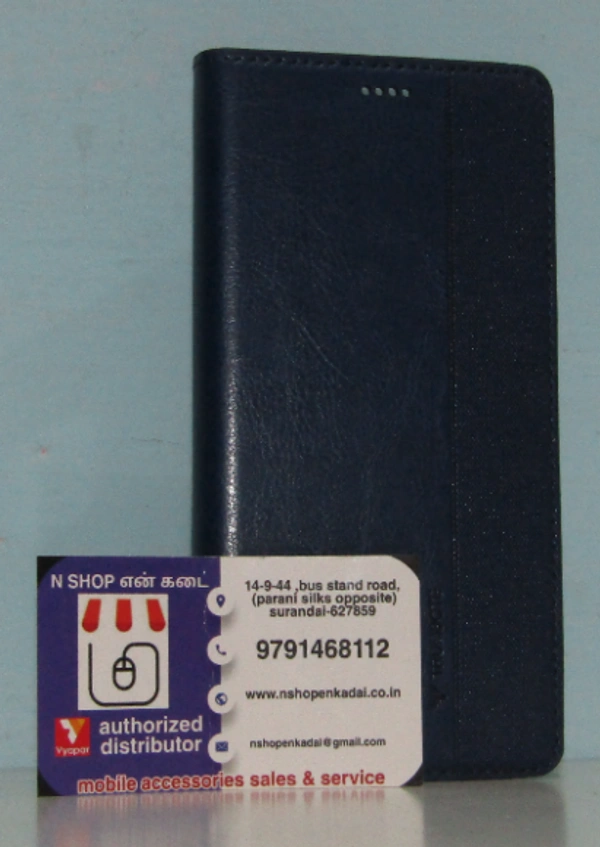 N SHOP என் கடை
Vyapar
authorized
distributor
14-9-44 ,bus stand road,
(parani silks opposite)
surandai-627859
9791468112
www.nshopenkadai.co.in
nshopenkadai@gmail.com
mobile accessories sales & service